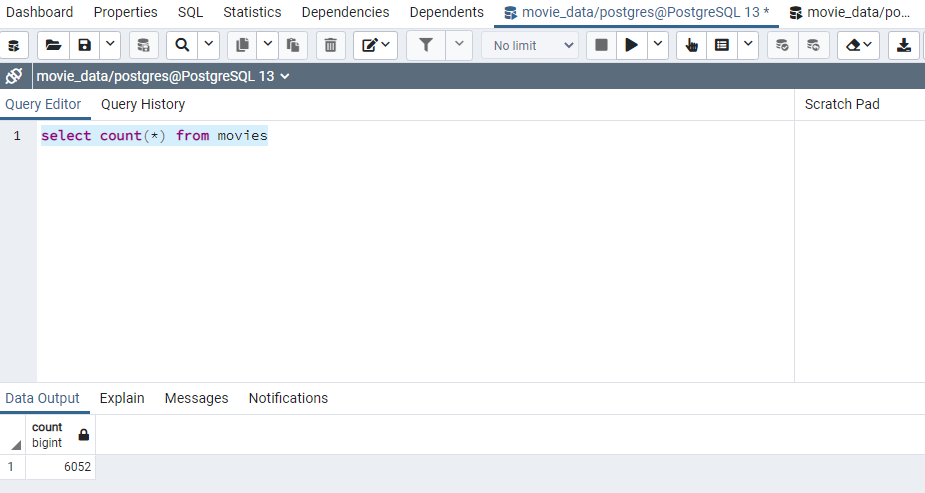 Dashboard Properties SQL Statistics Dependencies Dependents movie_data/postgres@PostgreSQL 13 * movie_data/po...
No limit
movie_data/postgres@PostgreSQL 13
Query Editor Query History Scratch Pad
1 select count(*) from movies
Data Output Explain Messages Notifications
count
bigint
1 6052